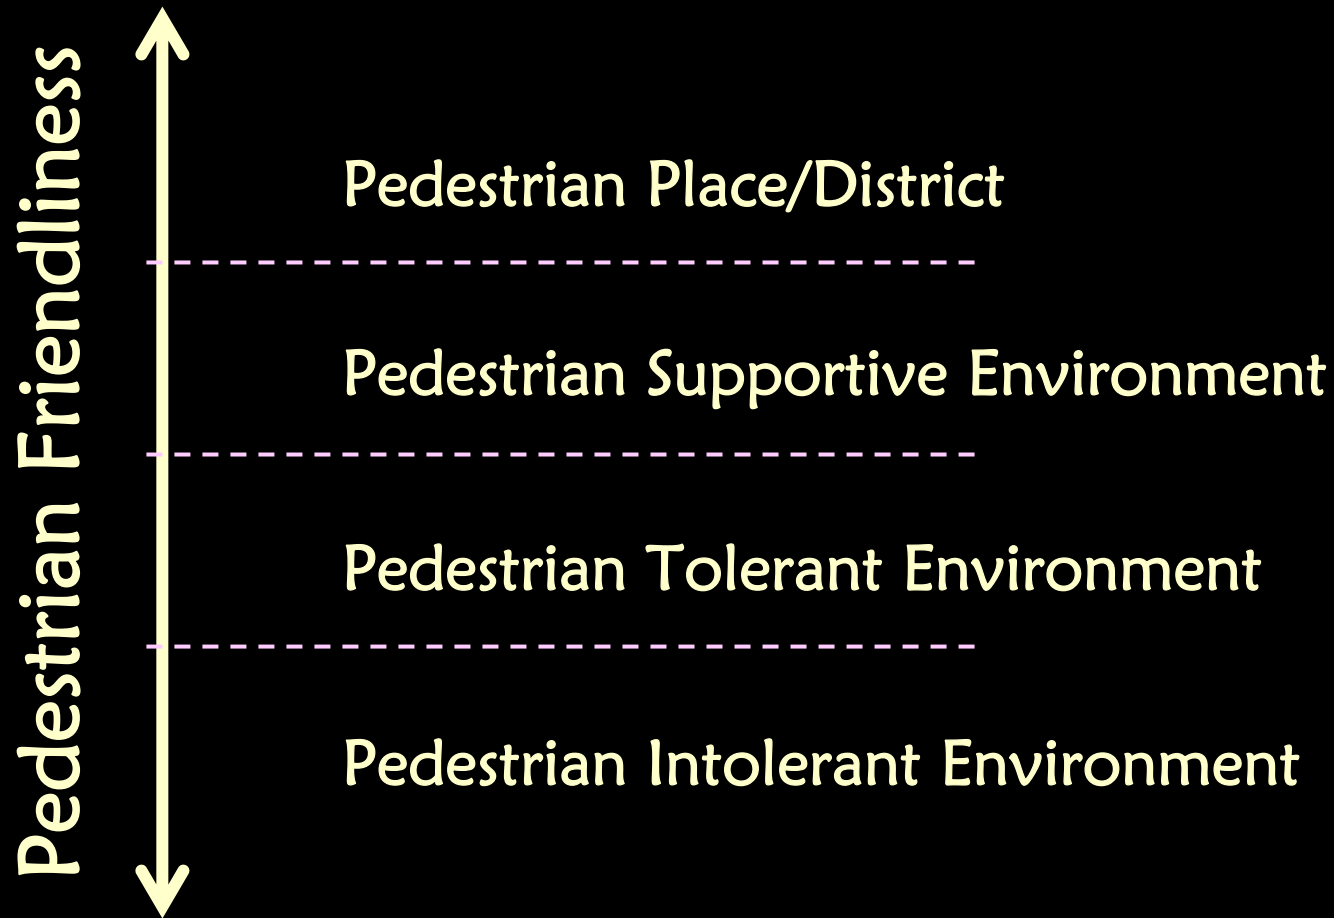 Pedestrian Friendliness
Pedestrian Place/District
Pedestrian Supportive Environment
Pedestrian Tolerant Environment
Pedestrian Intolerant Environment